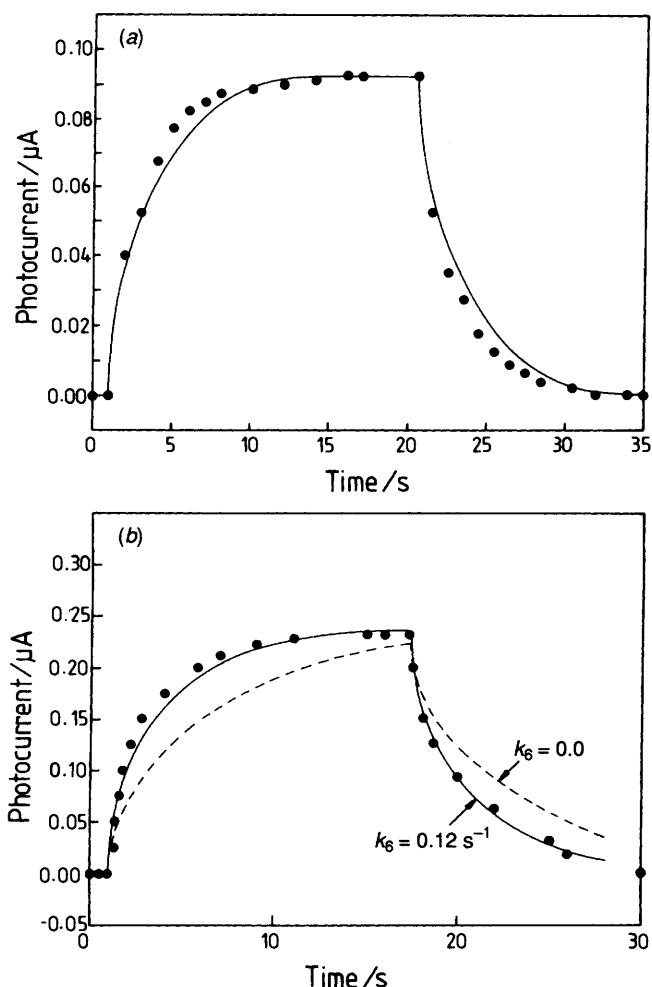 (a)
Photocurrent/µA
0.10
0.08
0.06
0.04
0.02
0.00
0 5 10 15 20 25 30 35
Time/s
(b)
Photocurrent/µA
0.30
0.25
0.20
0.15
0.10
0.05
0.00
-0.05
k₆ = 0.0
k₆ = 0.12 s⁻¹
0 10 20 30
Time/s